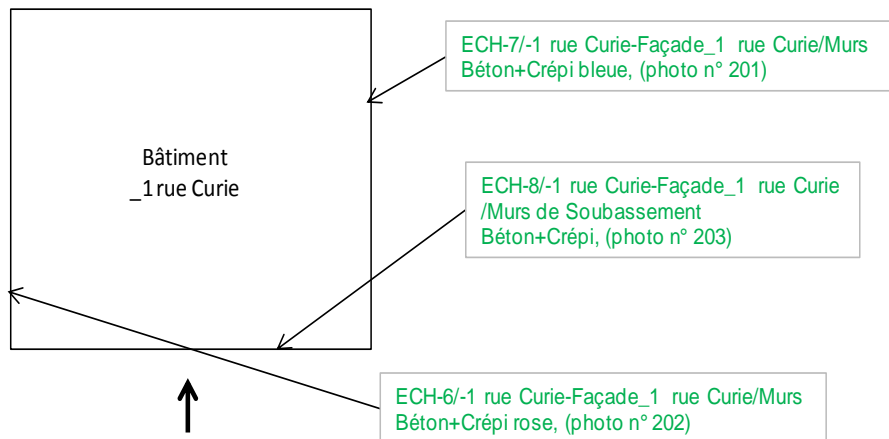 ECH-7/-1 rue Curie-Façade_1 rue Curie/Murs
Béton+Crépi bleue, (photo n° 201)
Bâtiment
_1 rue Curie
ECH-8/-1 rue Curie-Façade_1 rue Curie
/Murs de Soubassement
Béton+Crépi, (photo n° 203)
ECH-6/-1 rue Curie-Façade_1 rue Curie/Murs
Béton+Crépi rose, (photo n° 202)